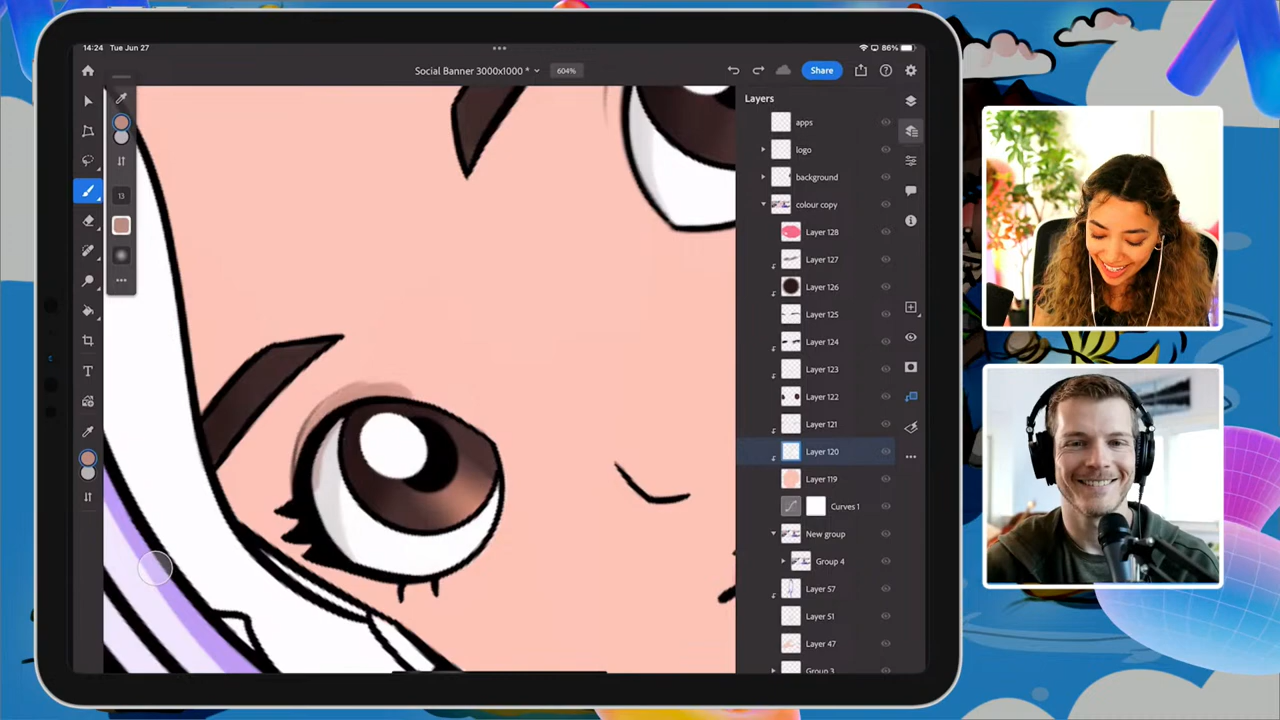 14:24 Tue Jun 27
86%
Social Banner 3000x1000 *
604%
Share
13
T
Layers
apps
logo
background
colour copy
Layer 128
Layer 127
Layer 126
Layer 125
Layer 124
Layer 123
Layer 122
Layer 121
Layer 120
Layer 119
Curves 1
New group
Group 4
Layer 57
Layer 51
Layer 47
Group 3